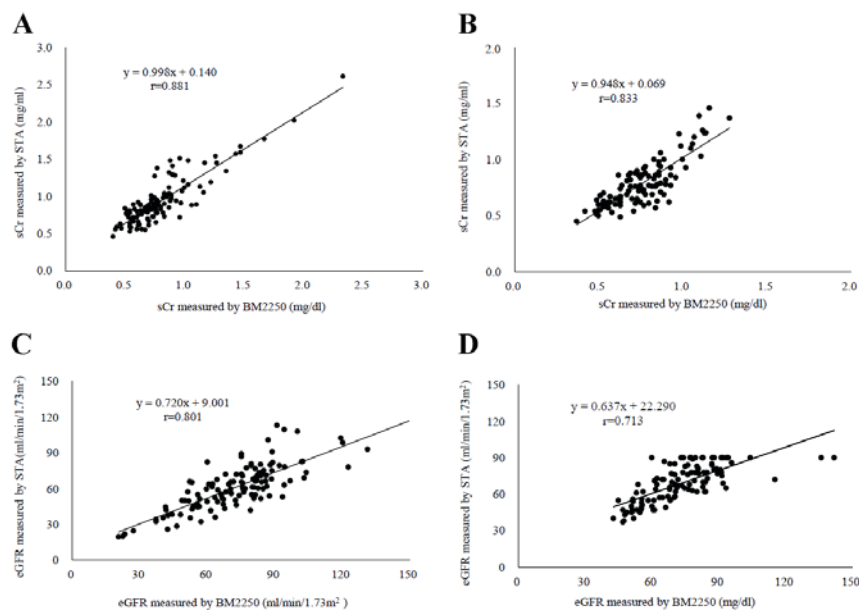 A
3.0
y = 0.998x + 0.140
r=0.881
2.5
2.0
1.5
1.0
0.5
0.0
sCr measured by STA (mg/ml)
0.0 0.5 1.0 1.5 2.0 2.5 3.0
sCr measured by BM2250 (mg/dl)
B
2.0
y = 0.948x + 0.069
r=0.833
1.5
1.0
0.5
0.0
sCr measured by STA (mg/ml)
0.0 0.5 1.0 1.5 2.0
sCr measured by BM2250 (mg/dl)
C
150
y = 0.720x + 9.001
r=0.801
120
90
60
30
0
eGFR measured by STA(ml/min/1.73m²)
0 30 60 90 120 150
eGFR measured by BM2250 (ml/min/1.73m² )
D
150
y = 0.637x + 22.290
r=0.713
120
90
60
30
0
eGFR measured by STA (ml/min/1.73m²)
0 30 60 90 120 150
eGFR measured by BM2250 (mg/dl)